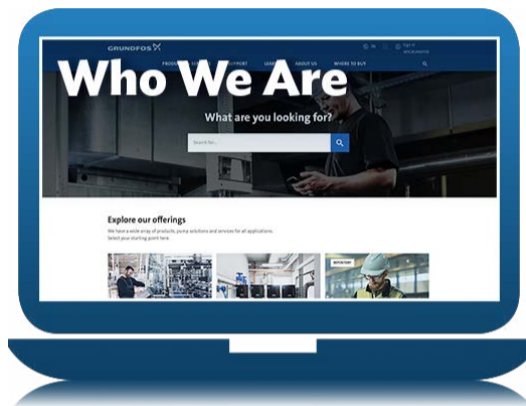 GRUNDFOS
SUPPORT ABOUT US WHERE TO BUY
Who We Are
What are you looking for?
Search for...
Explore our offerings
We have a wide array of products, pump solutions and services for all applications.
Select your starting point here.